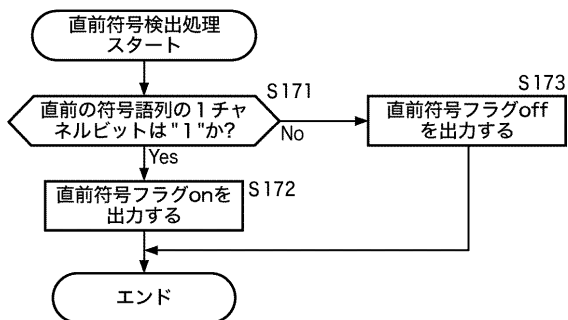 直前符号検出処理
スタート
S171
直前の符号語列の1チャ
ネルビットは"1"か?
No
Yes
S173
直前符号フラグoff
を出力する
S172
直前符号フラグonを
出力する
エンド